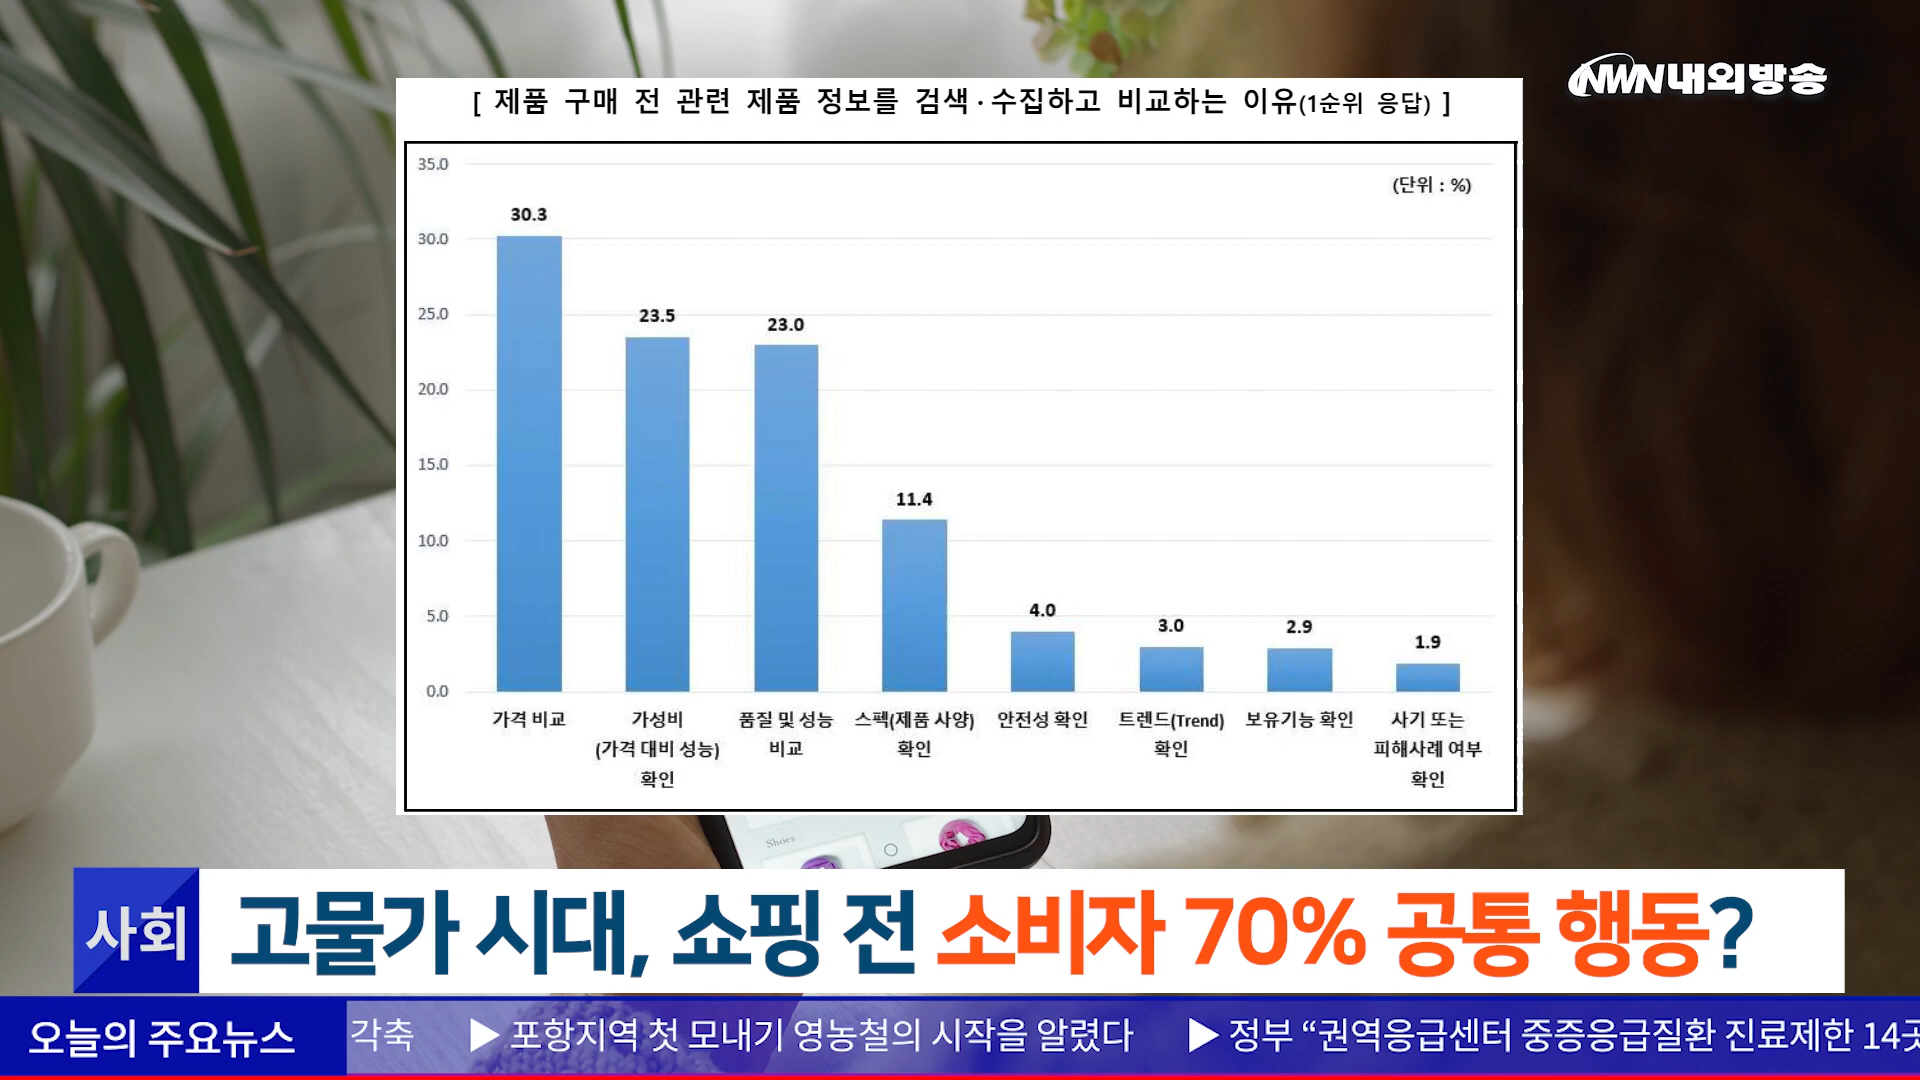 NWN내외방송
[ 제품 구매 전 관련 제품 정보를 검색·수집하고 비교하는 이유(1순위 응답) ]
(단위 : %)
35.0
30.0
25.0
20.0
15.0
10.0
5.0
0.0
30.3
23.5
23.0
11.4
4.0
3.0
2.9
1.9
가격 비교
가성비
(가격 대비 성능)
확인
품질 및 성능
비교
스펙(제품 사양)
확인
안전성 확인
트렌드(Trend)
확인
보유기능 확인
사기 또는
피해사례 여부
확인
Shoes
사회
고물가 시대, 쇼핑 전 소비자 70% 공통 행동?
오늘의 주요뉴스
각축 ▶ 포항지역 첫 모내기 영농철의 시작을 알렸다 ▶ 정부 “권역응급센터 중증응급질환 진료제한 14곳